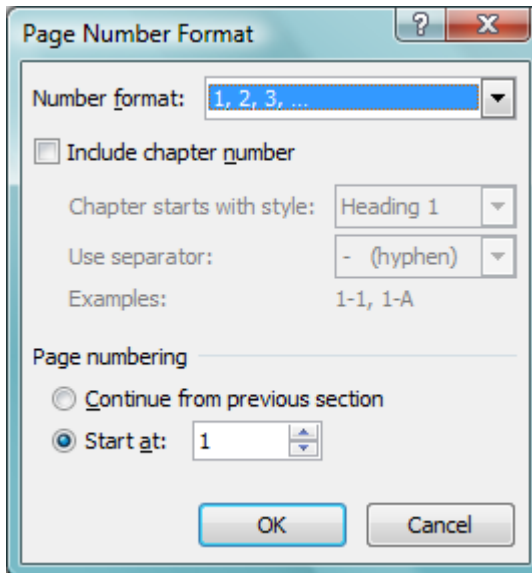 Page Number Format
Number format: 1, 2, 3, ...
Include chapter number
Chapter starts with style: Heading 1
Use separator: - (hyphen)
Examples: 1-1, 1-A
Page numbering
Continue from previous section
Start at: 1
OK Cancel